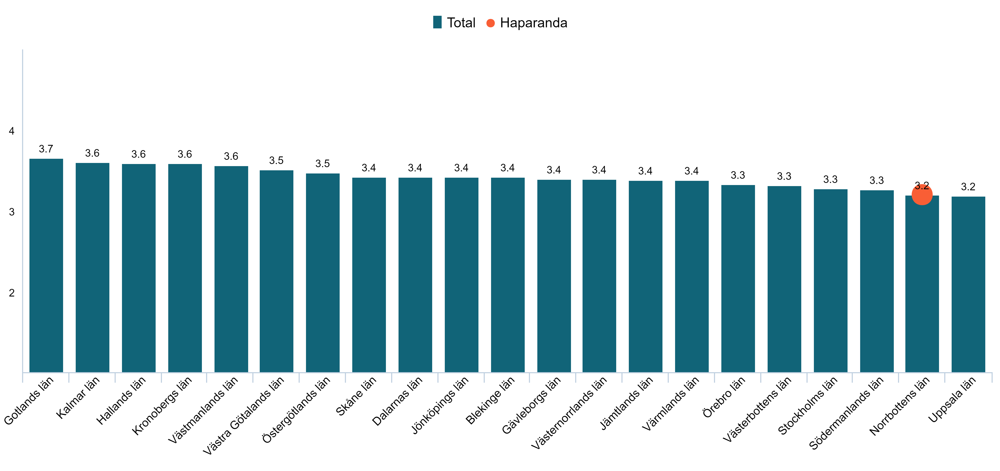 Total Haparanda
4
3
2
3.7 3.6 3.6 3.6 3.6 3.5 3.5 3.4 3.4 3.4 3.4 3.4 3.4 3.4 3.4 3.3 3.3 3.3 3.3 3.2 3.2
Gotlands län
Kalmar län
Hallands län
Kronobergs län
Västmanlands län
Västra Götalands län
Östergötlands län
Skåne län
Dalarnas län
Jönköpings län
Blekinge län
Gävleborgs län
Västernorrlands län
Jämtlands län
Värmlands län
Örebro län
Västerbottens län
Stockholms län
Södermanlands län
Norrbottens län
Uppsala län